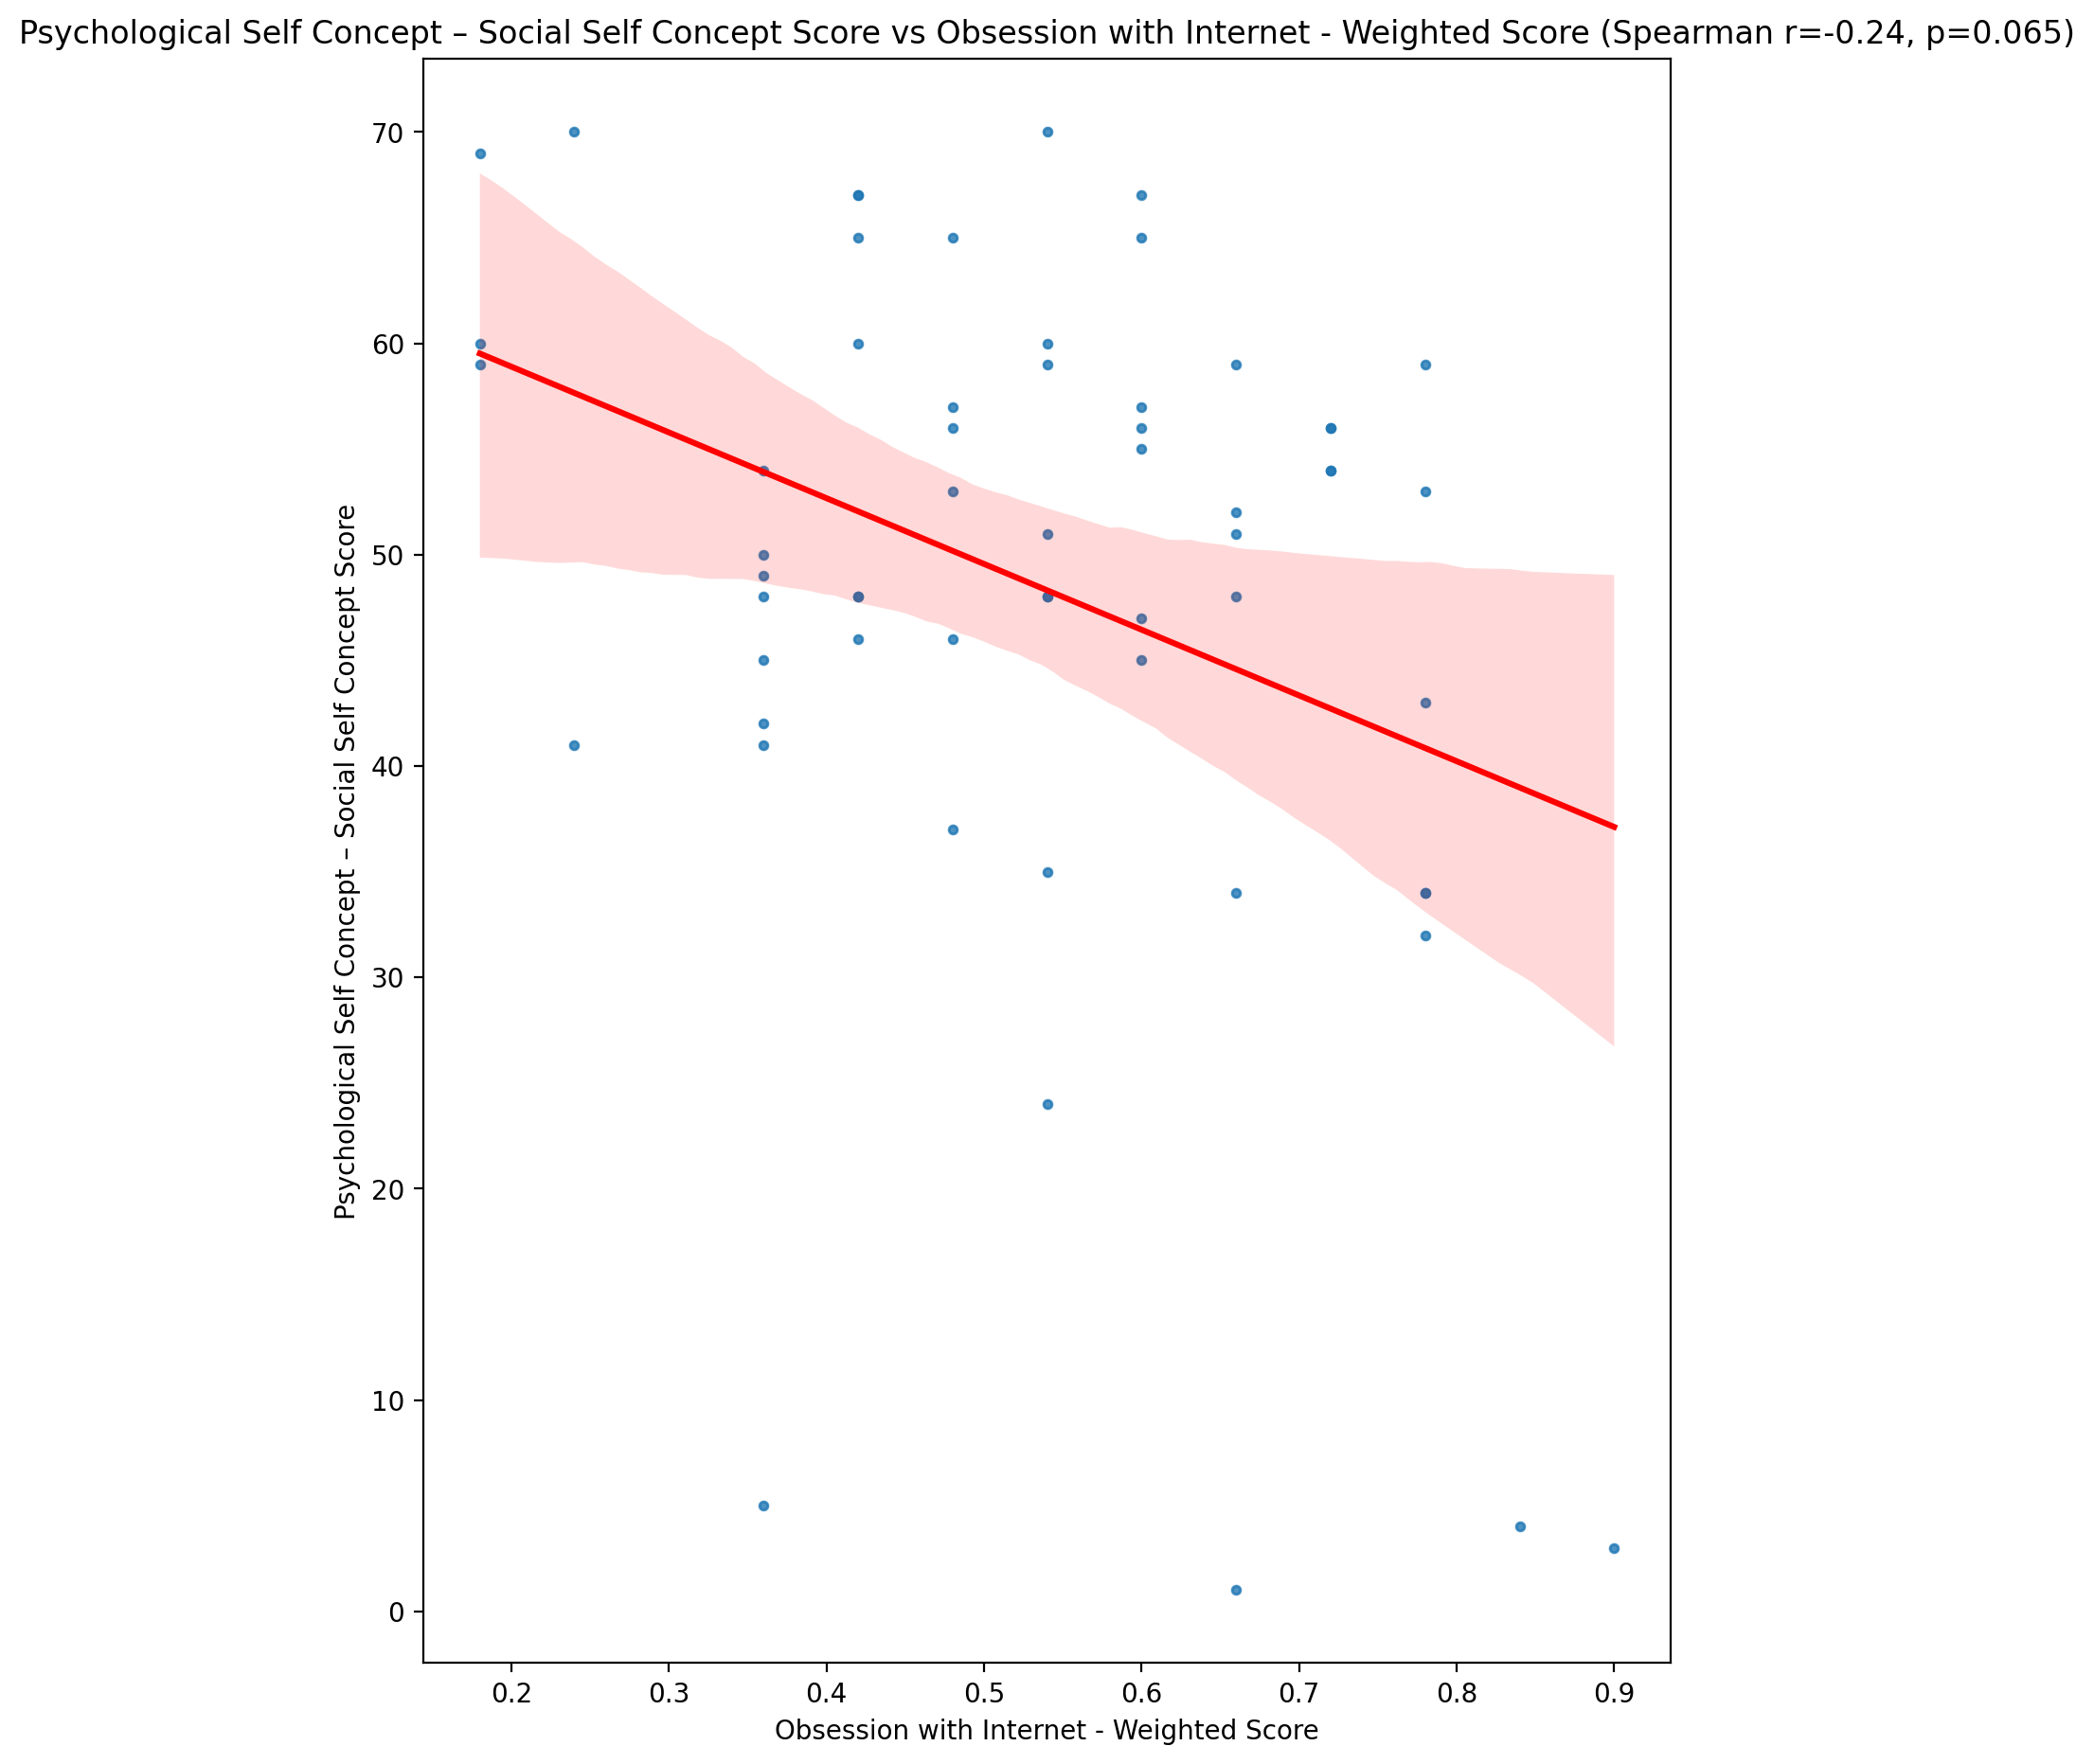 Psychological Self Concept – Social Self Concept Score vs Obsession with Internet - Weighted Score (Spearman r=-0.24, p=0.065)
Psychological Self Concept – Social Self Concept Score
70
60
50
40
30
20
10
0
0.2 0.3 0.4 0.5 0.6 0.7 0.8 0.9
Obsession with Internet - Weighted Score